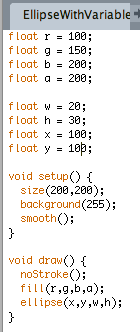 EllipseWithVariable
float r = 100;
float g = 150;
float b = 200;
float a = 200;
float w = 20;
float h = 30;
float x = 100;
float y = 100;
void setup() {
size(200,200);
background(255);
smooth();
}
void draw() {
noStroke();
fill(r,g,b,a);
ellipse(x,y,w,h);
}